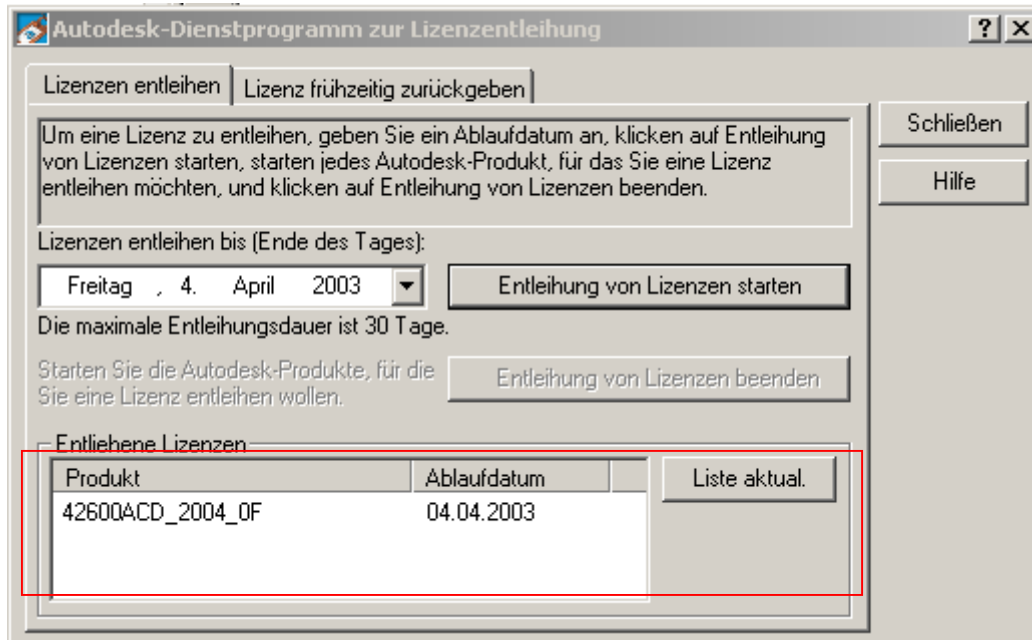 Autodesk-Dienstprogramm zur Lizenzentleihung
Lizenzen entleihen
Lizenz frühzeitig zurückgeben
Um eine Lizenz zu entleihen, geben Sie ein Ablaufdatum an, klicken auf Entleihung
von Lizenzen starten, starten jedes Autodesk-Produkt, für das Sie eine Lizenz
entleihen möchten, und klicken auf Entleihung von Lizenzen beenden.
Schließen
Hilfe
Lizenzen entleihen bis (Ende des Tages):
Freitag , 4. April 2003
Entleihung von Lizenzen starten
Die maximale Entleihungsdauer ist 30 Tage.
Starten Sie die Autodesk-Produkte, für die
Sie eine Lizenz entleihen wollen.
Entleihung von Lizenzen beenden
Entliehene Lizenzen
Produkt Ablaufdatum
42600ACD_2004_0F 04.04.2003
Liste aktual.